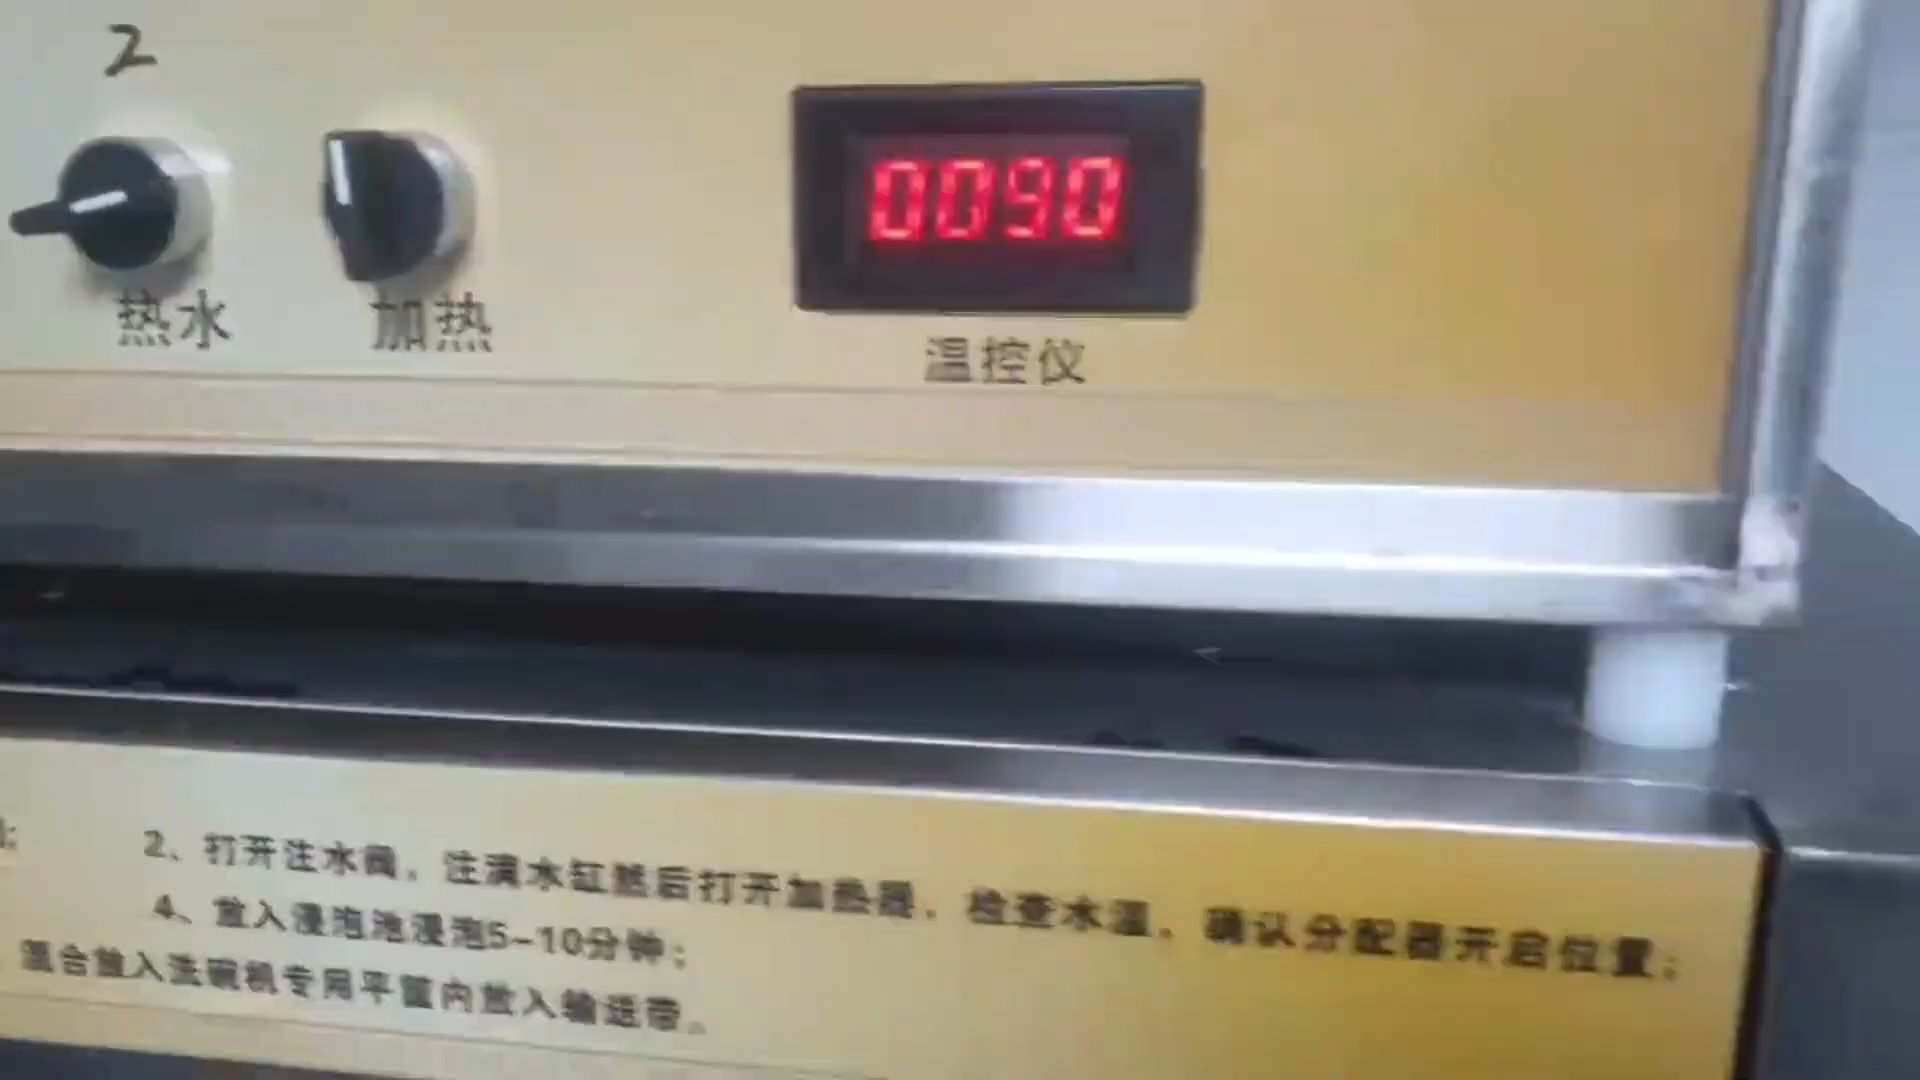 2
0090
热水 加热
温控仪
2、打开注水阀，注满水缸然后打开加热器，检查水温，确认分配器开启位置；
4、放入浸泡池浸泡5-10分钟；
混合放入洗碗机专用平筐内放入输送带。